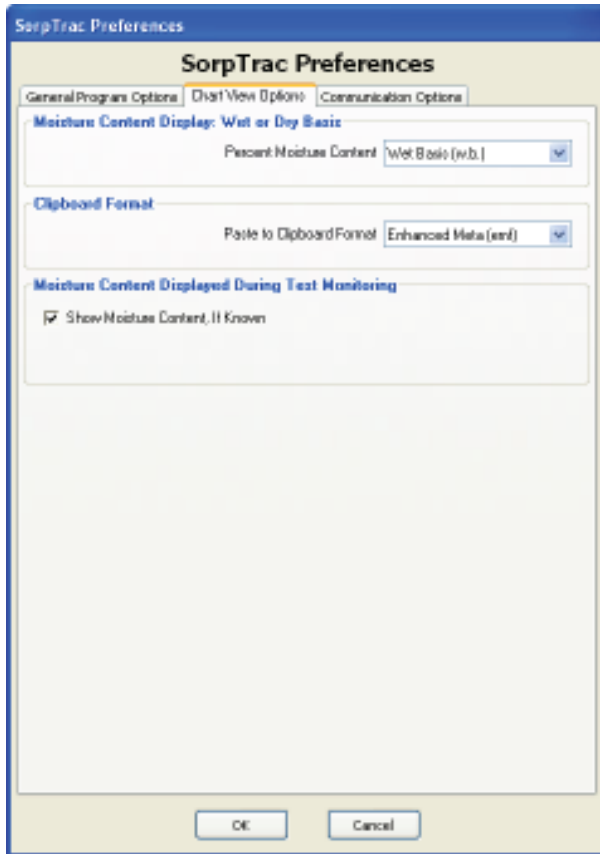 SorpTrac Preferences
SorpTrac Preferences
General Program Options Chart View Options Communication Options
Moisture Content Display: Wet or Dry Basis
Percent Moisture Content Wet Basis (w.b.)
Clipboard Format
Paste to Clipboard Format Enhanced Meta (emf)
Moisture Content Displayed During Test Monitoring
Show Moisture Content, If Known
OK Cancel